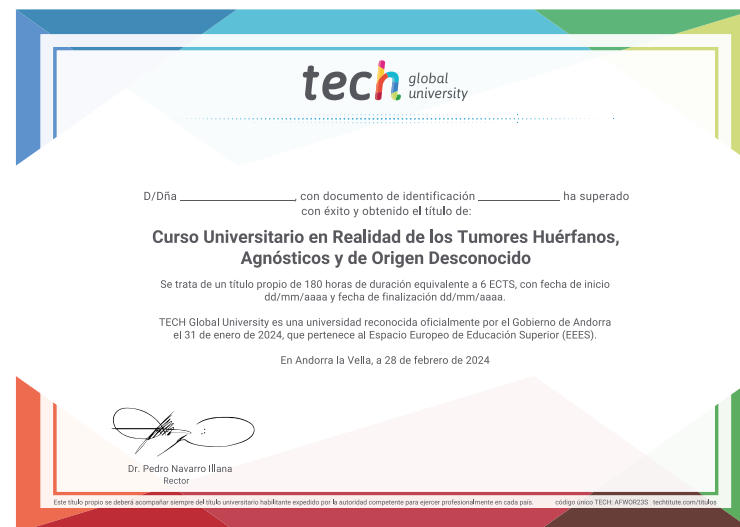 tech global
university
D/Dña ______________, con documento de identificación ______________ ha superado
con éxito y obtenido el título de:
Curso Universitario en Realidad de los Tumores Huérfanos,
Agnósticos y de Origen Desconocido
Se trata de un título propio de 180 horas de duración equivalente a 6 ECTS, con fecha de inicio
dd/mm/aaaa y fecha de finalización dd/mm/aaaa.
TECH Global University es una universidad reconocida oficialmente por el Gobierno de Andorra
el 31 de enero de 2024, que pertenece al Espacio Europeo de Educación Superior (EEES).
En Andorra la Vella, a 28 de febrero de 2024
Dr. Pedro Navarro Illana
Rector
Este título propio se deberá acompañar siempre del título universitario habilitante expedido por la autoridad competente para ejercer profesionalmente en cada país. código único TECH: AFWOR23S techtitute.com/titulos